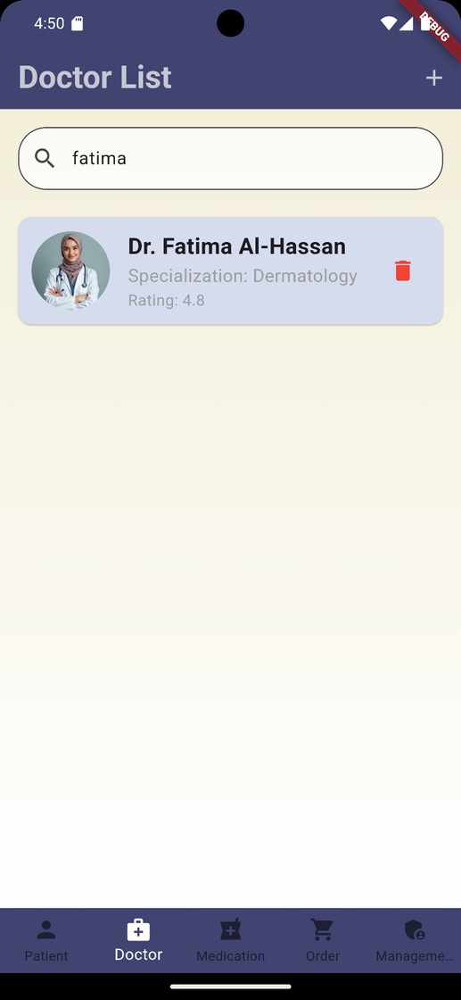 4:50
DEBUG
Doctor List
fatima
Dr. Fatima Al-Hassan
Specialization: Dermatology
Rating: 4.8
Patient
Doctor
Medication
Order
Manageme...